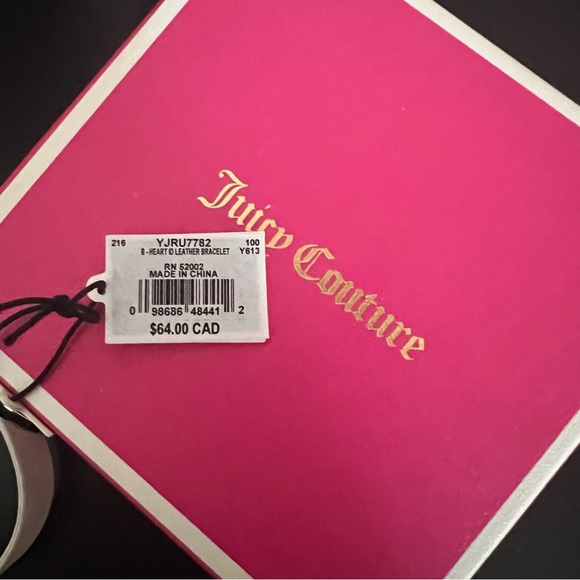 Juicy Couture
216 YJRU7782 100
B - HEART ID LEATHER BRACELET Y613
RN 52002
MADE IN CHINA
0 98686 48441 2
$64.00 CAD